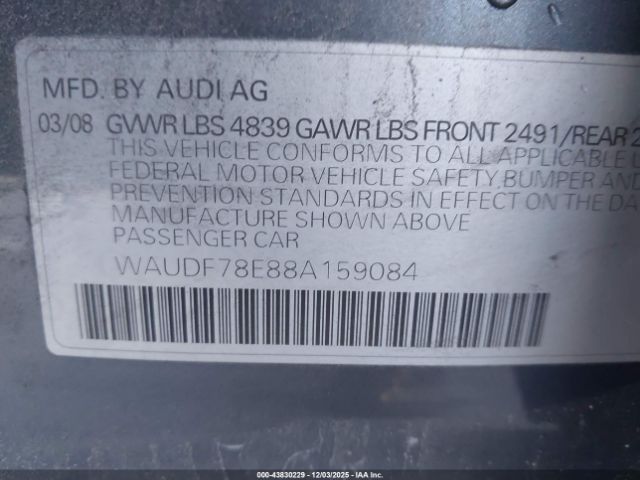 MFD. BY AUDI AG
03/08 GVWR LBS 4839 GAWR LBS FRONT 2491/REAR 2
THIS VEHICLE CONFORMS TO ALL APPLICABLE
FEDERAL MOTOR VEHICLE SAFETY, BUMPER AND
PREVENTION STANDARDS IN EFFECT ON THE DA
MANUFACTURE SHOWN ABOVE
PASSENGER CAR
WAUDF78E88A159084
000-43830229 - 12/03/2025 - IAA Inc.